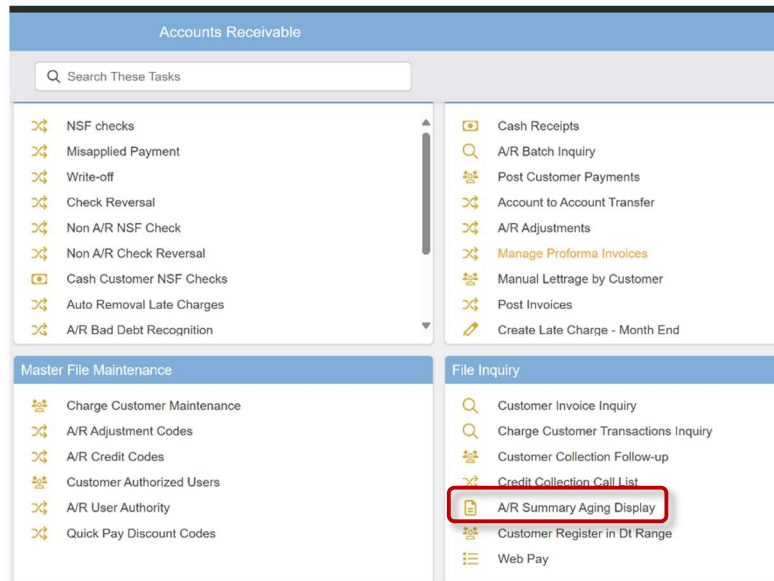 Accounts Receivable
Search These Tasks
NSF checks
Misapplied Payment
Write-off
Check Reversal
Non A/R NSF Check
Non A/R Check Reversal
Cash Customer NSF Checks
Auto Removal Late Charges
A/R Bad Debt Recognition
Cash Receipts
A/R Batch Inquiry
Post Customer Payments
Account to Account Transfer
A/R Adjustments
Manage Proforma Invoices
Manual Lettrage by Customer
Post Invoices
Create Late Charge - Month End
Master File Maintenance
Charge Customer Maintenance
A/R Adjustment Codes
A/R Credit Codes
Customer Authorized Users
A/R User Authority
Quick Pay Discount Codes
File Inquiry
Customer Invoice Inquiry
Charge Customer Transactions Inquiry
Customer Collection Follow-up
Credit Collection Call List
A/R Summary Aging Display
Customer Register in Dt Range
Web Pay